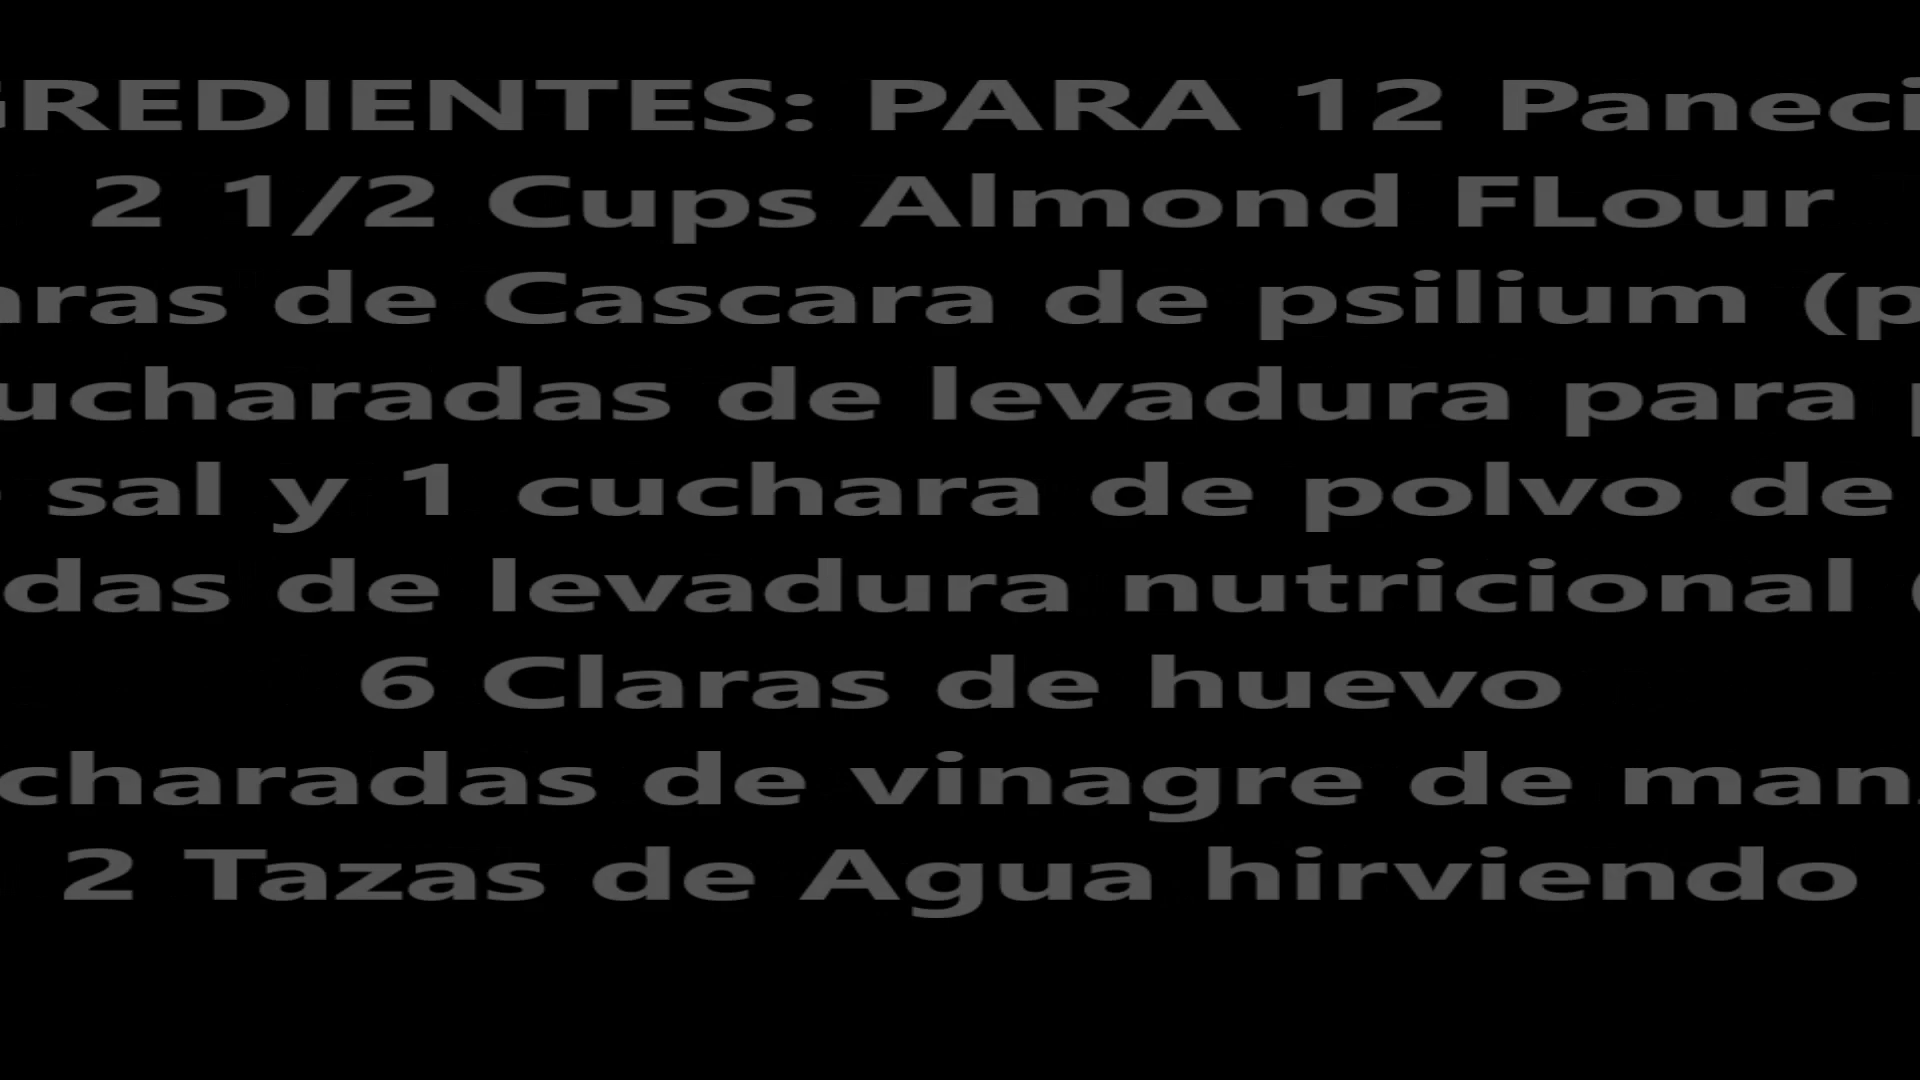 GREDIENTES: PARA 12 Paneci
2 1/2 Cups Almond FLour
aras de Cascara de psilium (p
ucharadas de levadura para p
sal y 1 cuchara de polvo de
das de levadura nutricional (
6 Claras de huevo
charadas de vinagre de man
2 Tazas de Agua hirviendo